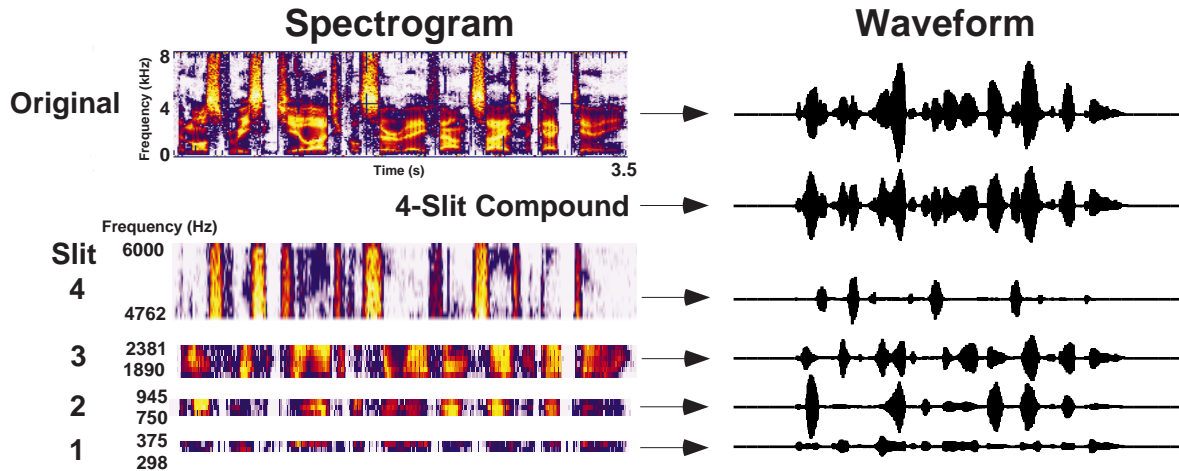 Spectrogram
Waveform
8
4
0
Frequency (kHz)
Original
Time (s)
3.5
4-Slit Compound
Frequency (Hz)
Slit
6000
4
4762
3
2381
1890
2
945
750
1
375
298